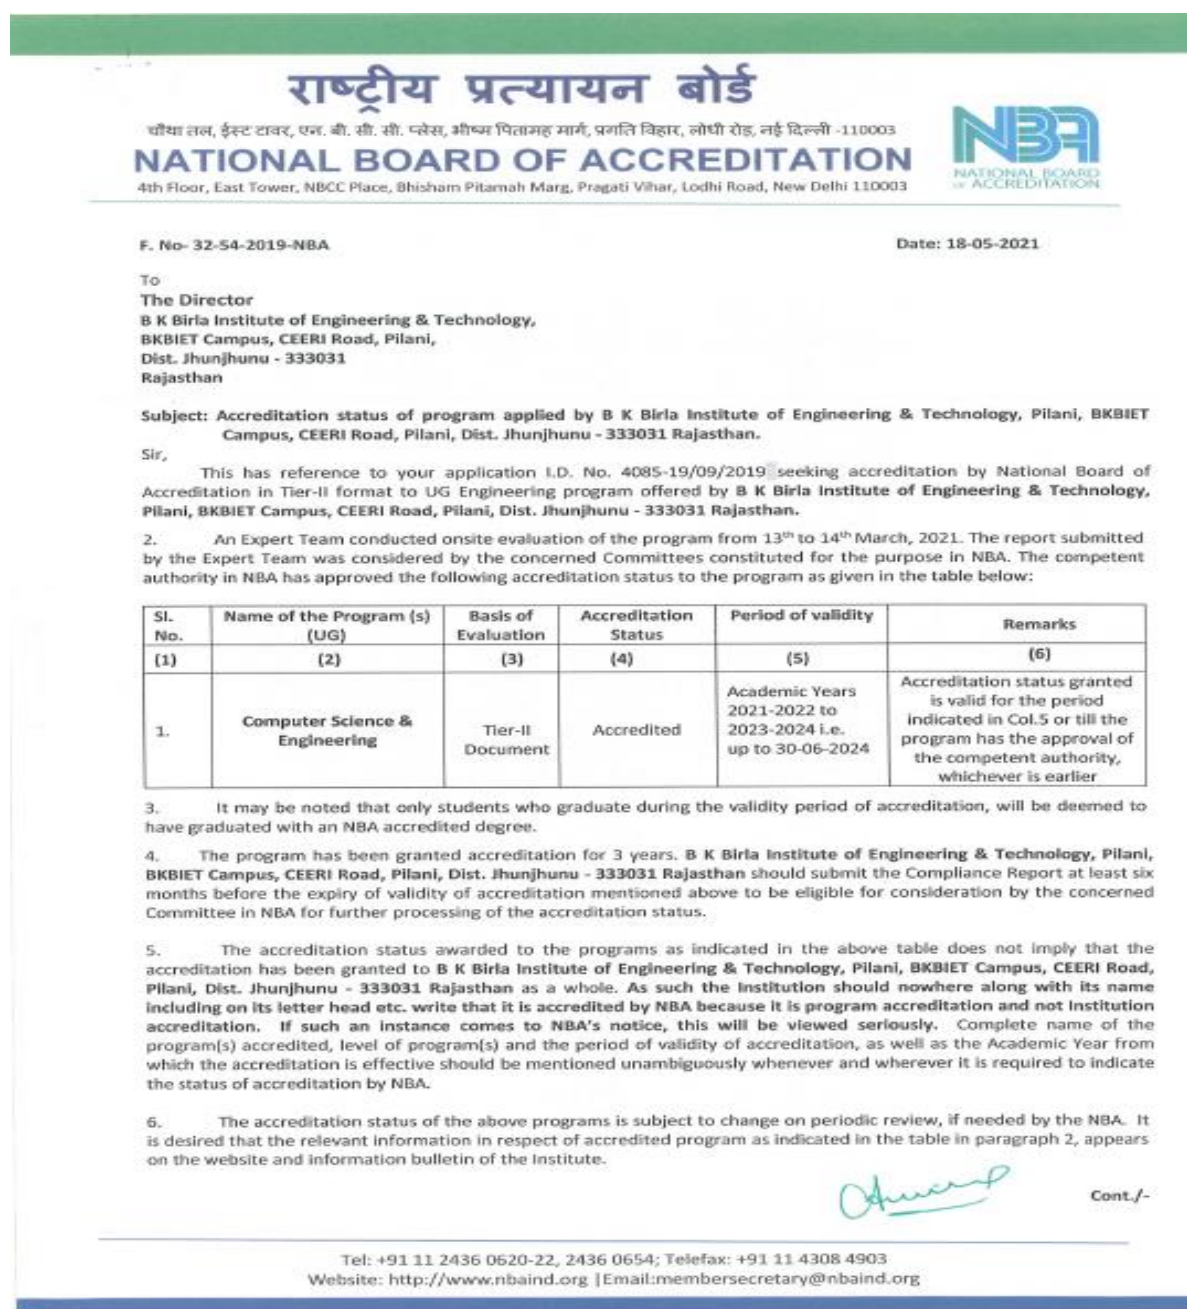 राष्ट्रीय प्रत्यायन बोर्ड
चौथा तल, ईस्ट टावर, एन. बी. सी. सी. प्लेस, भीष्म पितामह मार्ग, प्रगति विहार, लोधी रोड, नई दिल्ली -110003
NATIONAL BOARD OF ACCREDITATION
4th Floor, East Tower, NBCC Place, Bhisham Pitamah Marg, Pragati Vihar, Lodhi Road, New Delhi 110003
NBA
NATIONAL BOARD
OF ACCREDITATION
F. No- 32-54-2019-NBA Date: 18-05-2021
To
The Director
B K Birla Institute of Engineering & Technology,
BKBIET Campus, CEERI Road, Pilani,
Dist. Jhunjhunu - 333031
Rajasthan
Subject: Accreditation status of program applied by B K Birla Institute of Engineering & Technology, Pilani, BKBIET
Campus, CEERI Road, Pilani, Dist. Jhunjhunu - 333031 Rajasthan.
Sir,
This has reference to your application I.D. No. 4085-19/09/2019 seeking accreditation by National Board of
Accreditation in Tier-II format to UG Engineering program offered by B K Birla Institute of Engineering & Technology,
Pilani, BKBIET Campus, CEERI Road, Pilani, Dist. Jhunjhunu - 333031 Rajasthan.
2. An Expert Team conducted onsite evaluation of the program from 13th to 14th March, 2021. The report submitted
by the Expert Team was considered by the concerned Committees constituted for the purpose in NBA. The competent
authority in NBA has approved the following accreditation status to the program as given in the table below:
Sl. No. Name of the Program (s) (UG) Basis of Evaluation Accreditation Status Period of validity Remarks
(1) (2) (3) (4) (5) (6)
1. Computer Science & Engineering Tier-II Document Accredited Academic Years 2021-2022 to 2023-2024 i.e. up to 30-06-2024 Accreditation status granted is valid for the period indicated in Col.5 or till the program has the approval of the competent authority, whichever is earlier
3. It may be noted that only students who graduate during the validity period of accreditation, will be deemed to
have graduated with an NBA accredited degree.
4. The program has been granted accreditation for 3 years. B K Birla Institute of Engineering & Technology, Pilani,
BKBIET Campus, CEERI Road, Pilani, Dist. Jhunjhunu - 333031 Rajasthan should submit the Compliance Report at least six
months before the expiry of validity of accreditation mentioned above to be eligible for consideration by the concerned
Committee in NBA for further processing of the accreditation status.
5. The accreditation status awarded to the programs as indicated in the above table does not imply that the
accreditation has been granted to B K Birla Institute of Engineering & Technology, Pilani, BKBIET Campus, CEERI Road,
Pilani, Dist. Jhunjhunu - 333031 Rajasthan as a whole. As such the Institution should nowhere along with its name
including on its letter head etc. write that it is accredited by NBA because it is program accreditation and not Institution
accreditation. If such an instance comes to NBA's notice, this will be viewed seriously. Complete name of the
program(s) accredited, level of program(s) and the period of validity of accreditation, as well as the Academic Year from
which the accreditation is effective should be mentioned unambiguously whenever and wherever it is required to indicate
the status of accreditation by NBA.
6. The accreditation status of the above programs is subject to change on periodic review, if needed by the NBA. It
is desired that the relevant information in respect of accredited program as indicated in the table in paragraph 2, appears
on the website and information bulletin of the Institute.
Cont./-
Tel: +91 11 2436 0620-22, 2436 0654; Telefax: +91 11 4308 4903
Website: http://www.nbaind.org |Email:membersecretary@nbaind.org